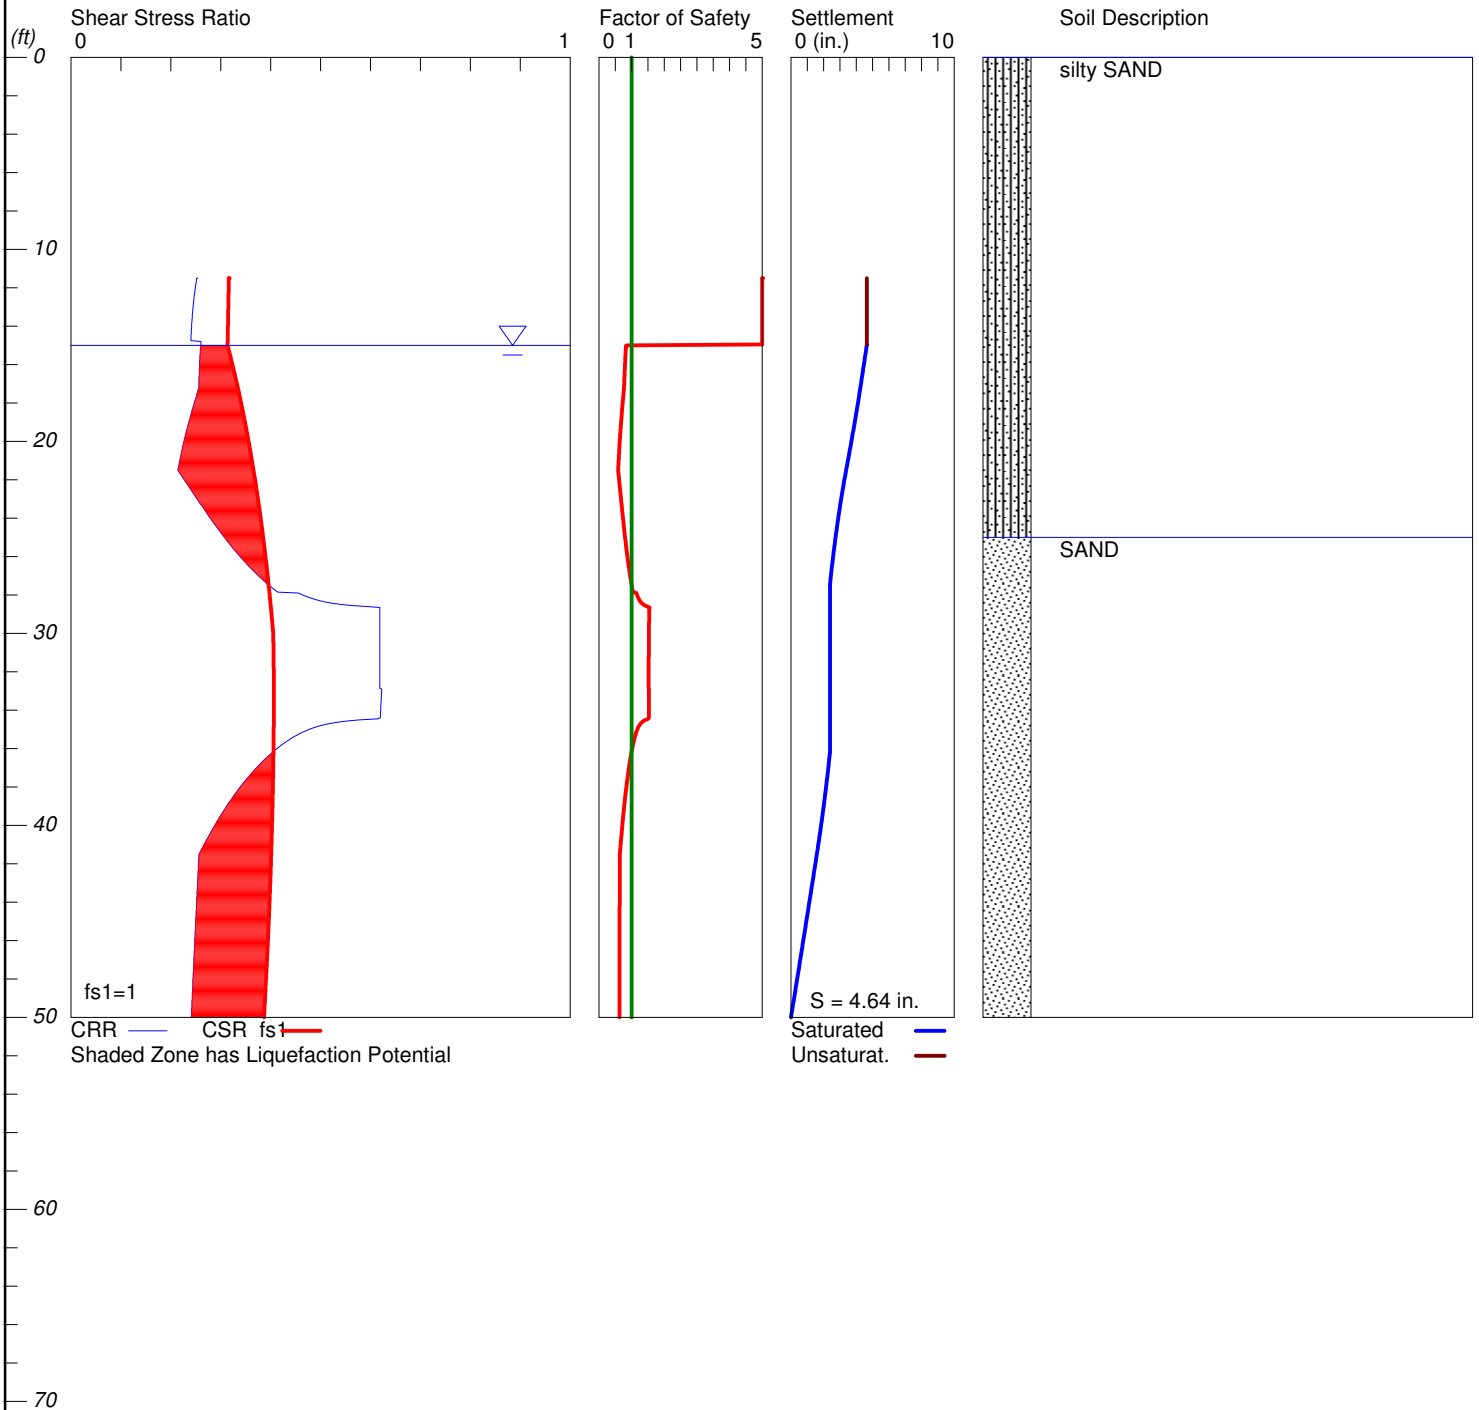 Shear Stress Ratio Factor of Safety Settlement Soil Description
(ft) 0 1 0 1 5 0 (in.) 10
0
silty SAND
10
20
SAND
30
40
fs1=1 S = 4.64 in.
50
CRR CSR fs1 Saturated
Shaded Zone has Liquefaction Potential Unsaturat.
60
70